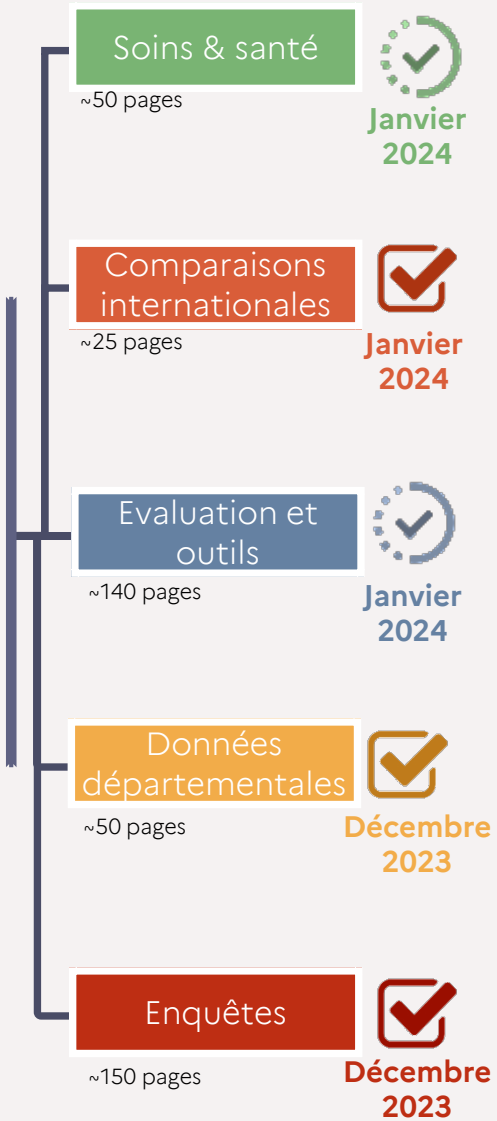 Soins & santé
~50 pages
Janvier
2024
Comparaisons
internationales
~25 pages
Janvier
2024
Evaluation et
outils
~140 pages
Janvier
2024
Données
départementales
~50 pages
Décembre
2023
Enquêtes
~150 pages
Décembre
2023